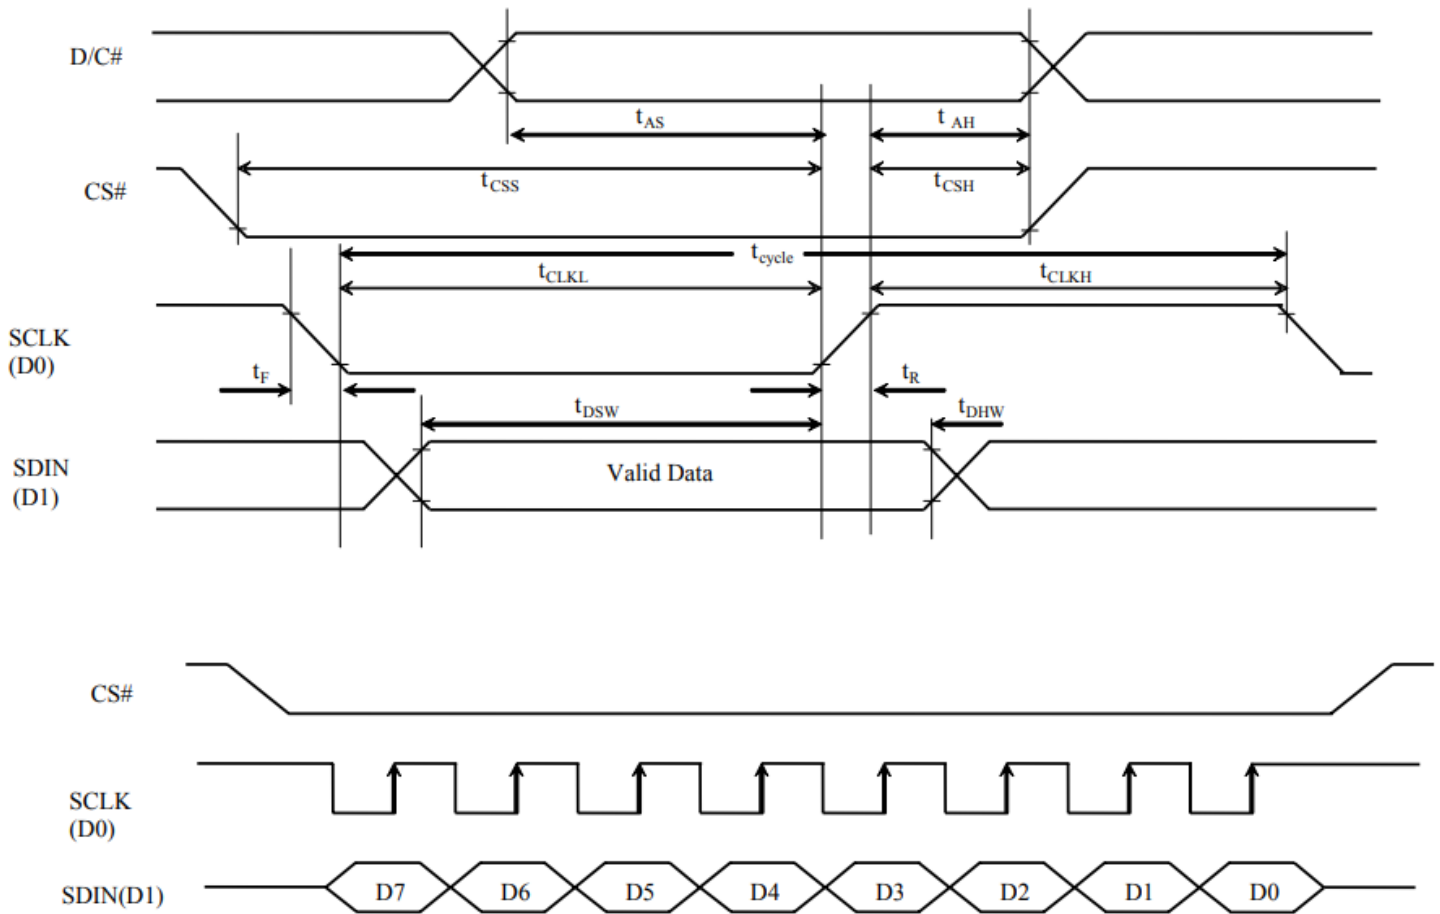 D/C#
tAS
t AH
CS#
tCSS
tCSH
tcycle
tCLKL
tCLKH
SCLK
(D0)
tF
tR
tDSW
tDHW
SDIN
(D1)
Valid Data
CS#
SCLK
(D0)
SDIN(D1)
D7 D6 D5 D4 D3 D2 D1 D0